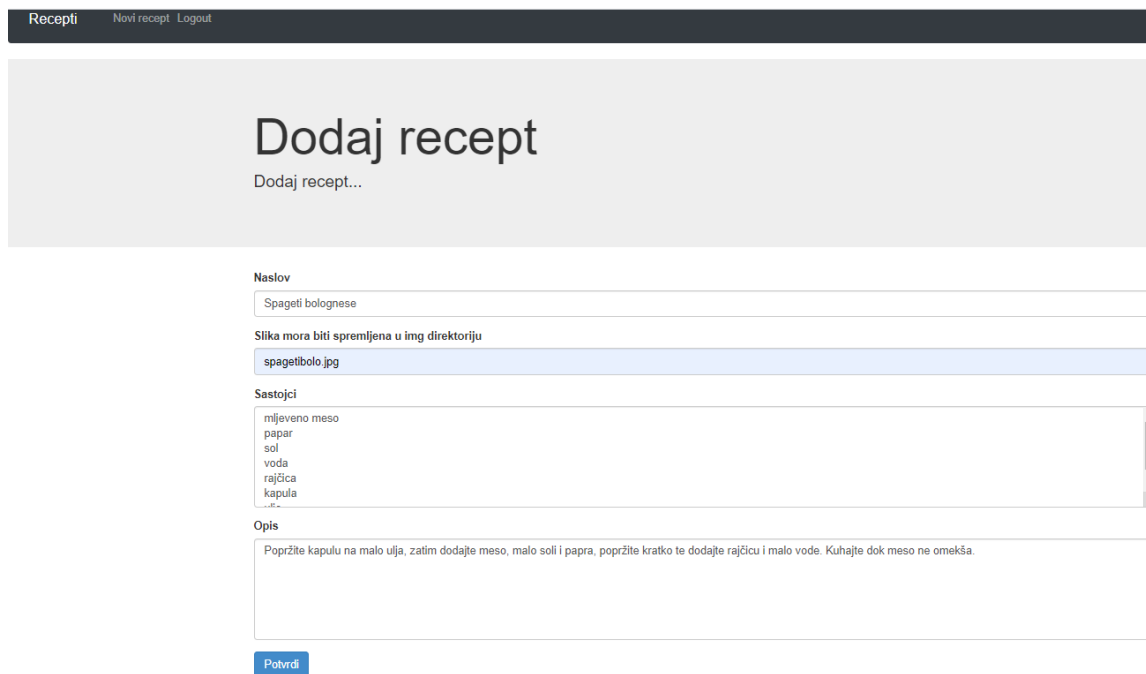 Recepti Novi recept Logout
Dodaj recept
Dodaj recept...
Naslov
Spageti bolognese
Slika mora biti spremljena u img direktoriju
spagetibolo.jpg
Sastojci
mljeveno meso
papar
sol
voda
rajčica
kapula
Opis
Popržite kapulu na malo ulja, zatim dodajte meso, malo soli i papra, popržite kratko te dodajte rajčicu i malo vode. Kuhajte dok meso ne omekša.
Potvrdi